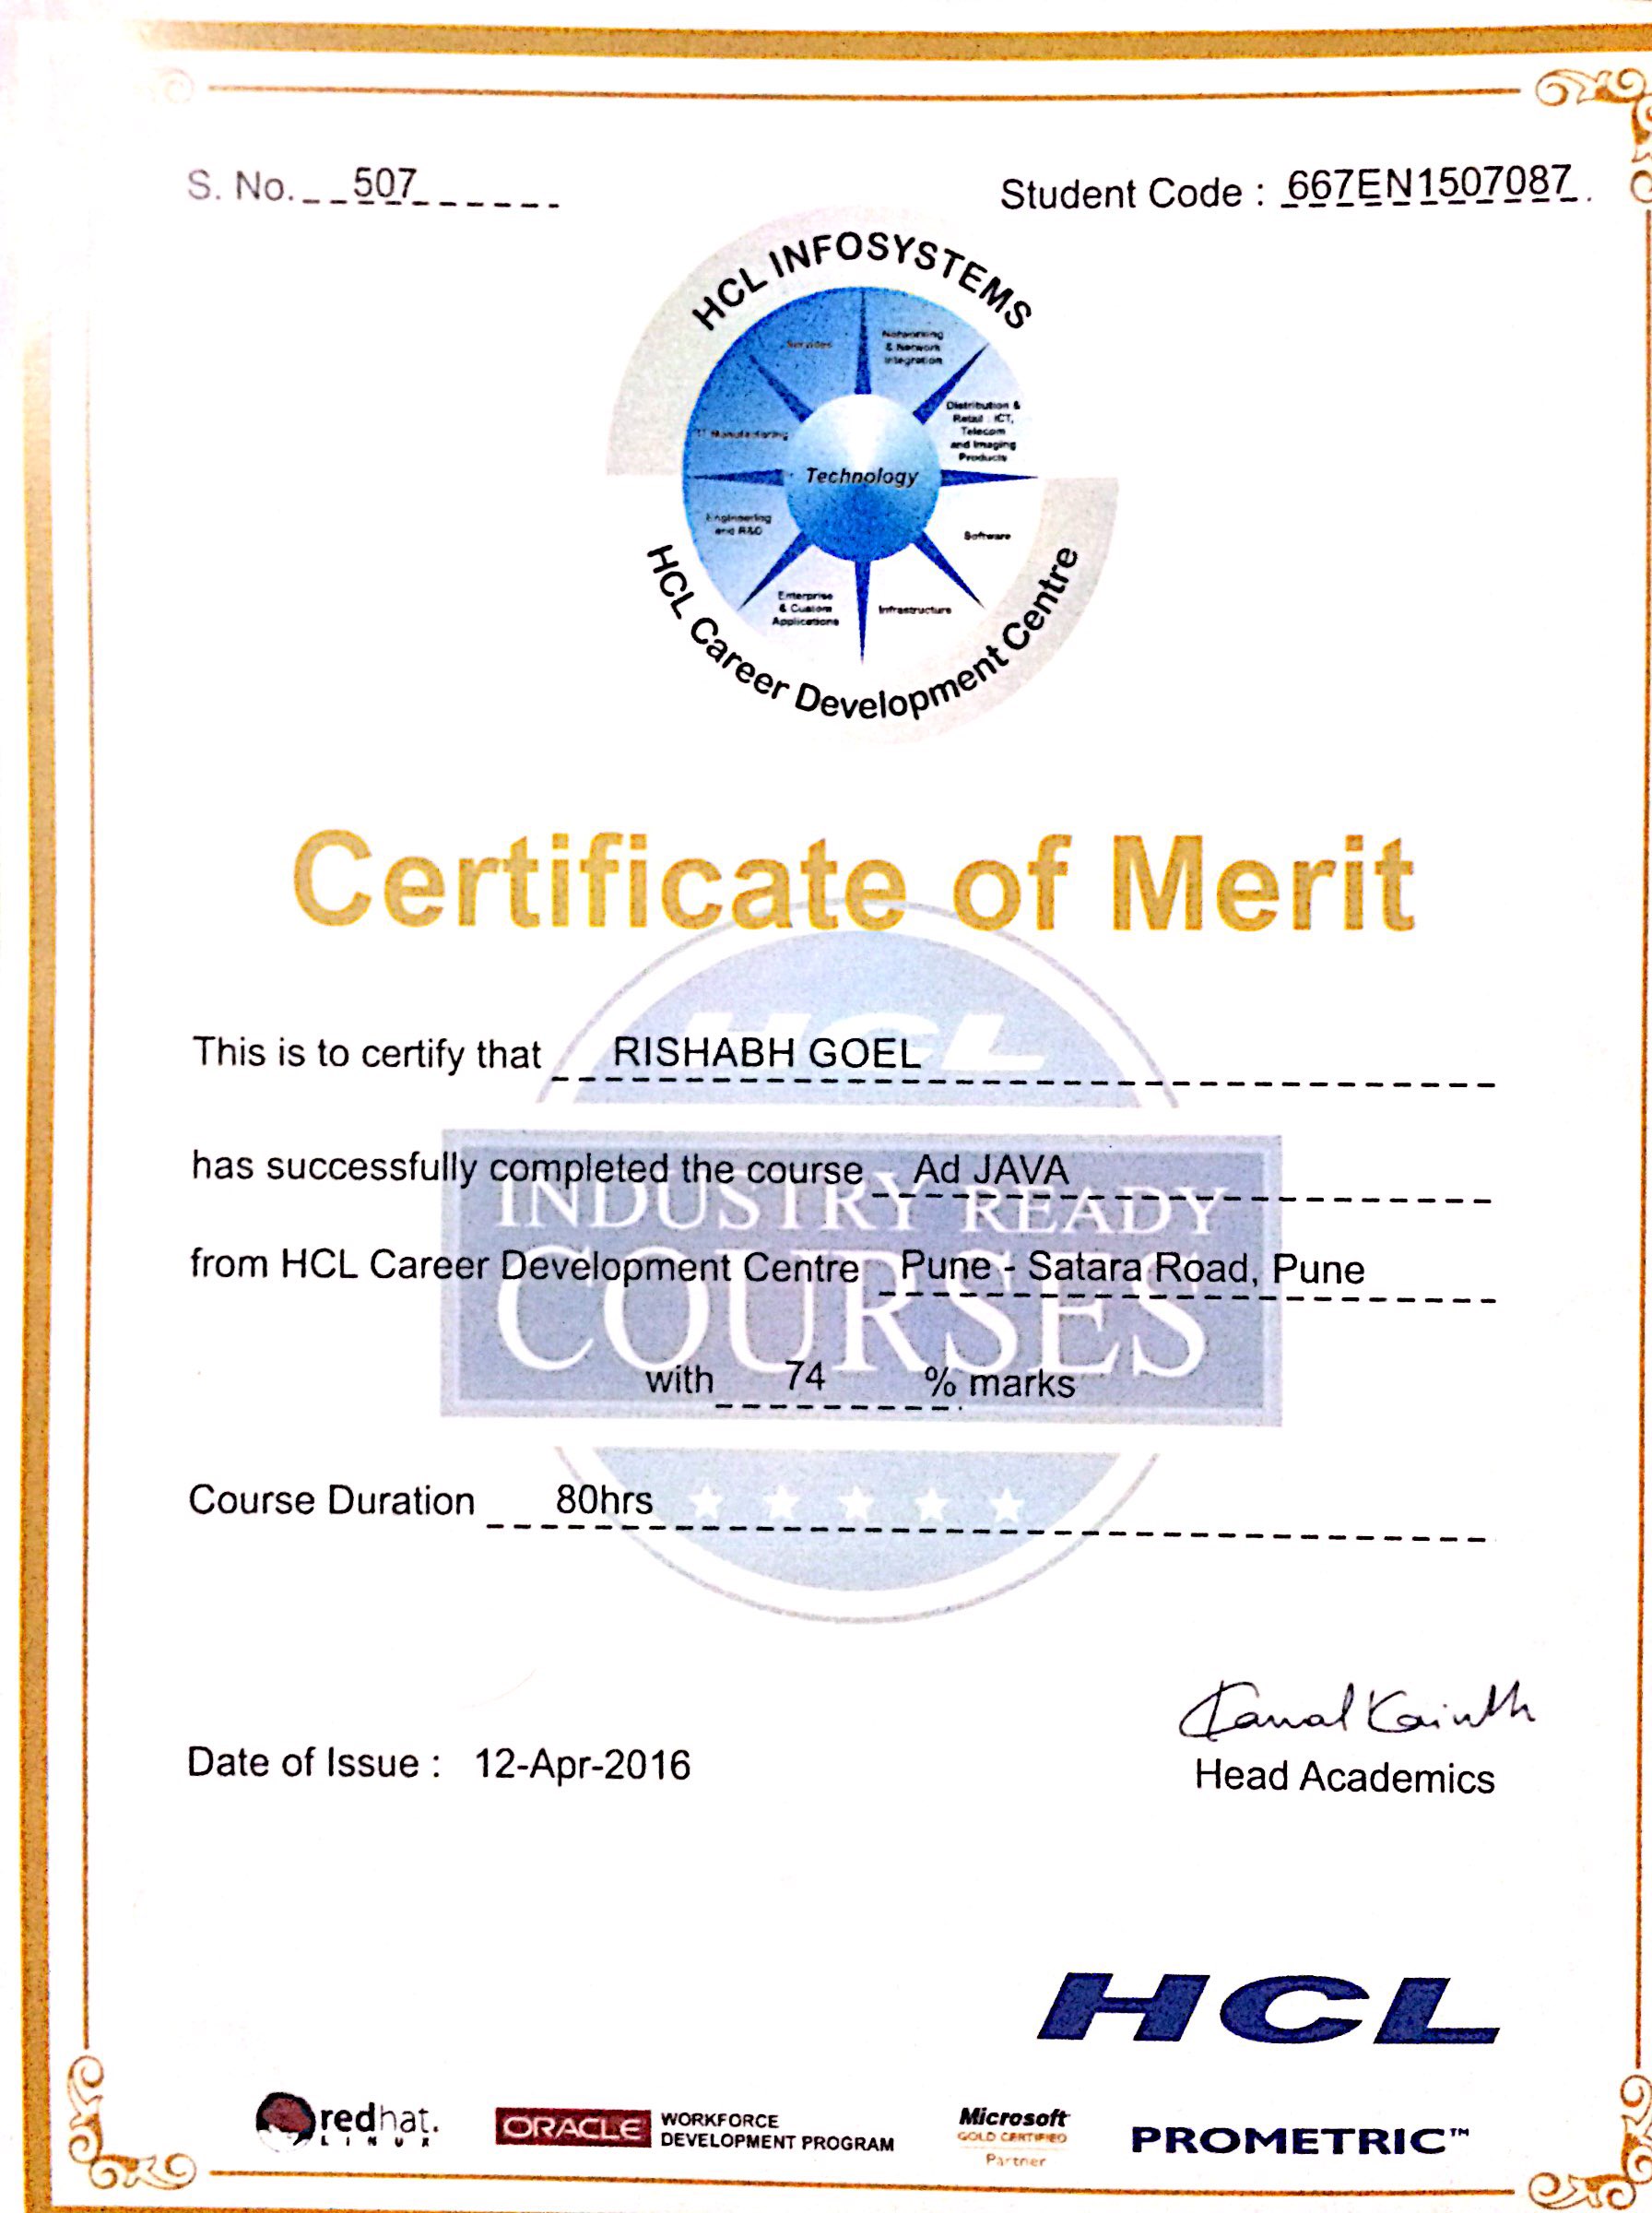 S. No. 507
Student Code : 667EN1507087
HCL INFOSYSTEMS
Services
Networking
& Network
Integration
Distribution &
Retail : ICT,
Telecom
and Imaging
Products
IT Manufacturing
Technology
Engineering
and R&D
Software
Enterprise
& Custom
Applications
Infrastructure
HCL Career Development Centre
Certificate of Merit
HCL
This is to certify that RISHABH GOEL
has successfully completed the course Ad JAVA
INDUSTRY READY
from HCL Career Development Centre Pune - Satara Road, Pune
COURSES
with 74 % marks
Course Duration 80hrs
Kamal Kainth
Date of Issue : 12-Apr-2016
Head Academics
HCL
redhat.
LINUX
ORACLE WORKFORCE
DEVELOPMENT PROGRAM
Microsoft
GOLD CERTIFIED
Partner
PROMETRIC™